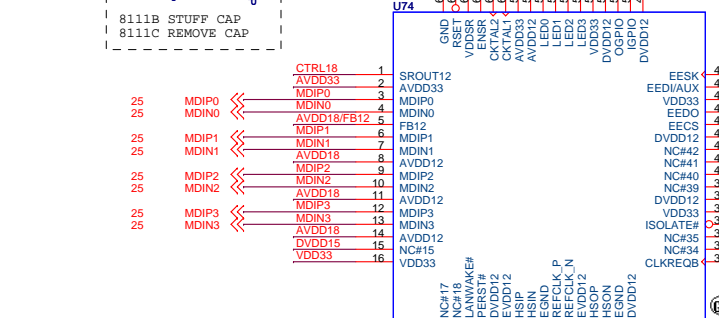 U74
8111B STUFF CAP
8111C REMOVE CAP
GND
RSET
VDDSR
ENSR
CKTAL2
CKTAL1
AVDD33
AVDD12
LED0
LED1
LED2
LED3
VDD33
DVDD12
OGPIO
IGPIO
DVDD12
CTRL18 1 SROUT12 EESK
AVDD33 2 AVDD33 EEDI/AUX
25 MDIP0 MDIP0 3 MDIP0 VDD33
25 MDIN0 MDIN0 4 MDIN0 EEDO
AVDD18/FB12 5 FB12 EECS
25 MDIP1 MDIP1 6 MDIP1 DVDD12
25 MDIN1 MDIN1 7 MDIN1 NC#42
AVDD18 8 AVDD12 NC#41
25 MDIP2 MDIP2 9 MDIP2 NC#40
25 MDIN2 MDIN2 10 MDIN2 NC#39
AVDD18 11 AVDD12 DVDD12
25 MDIP3 MDIP3 12 MDIP3 VDD33
25 MDIN3 MDIN3 13 MDIN3 ISOLATE#
AVDD18 14 AVDD12 NC#35
DVDD15 15 NC#15 NC#34
VDD33 16 VDD33 CLKREQB
NC#17
NC#18
LANWAKE#
PERST#
DVDD12
EVDD12
HSIP
HSIN
EGND
REFCLK_P
REFCLK_N
EVDD12
HSOP
HSON
EGND
DVDD12